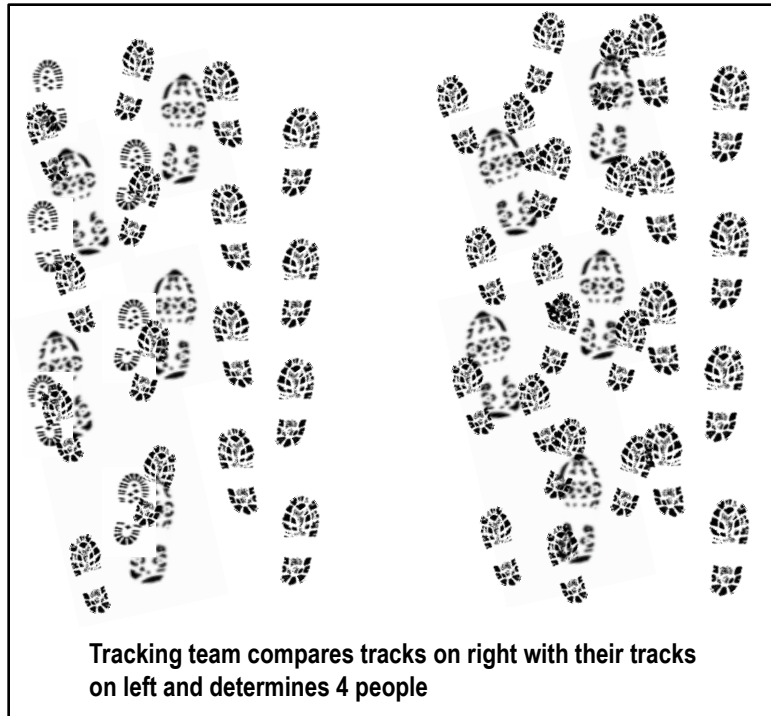 Tracking team compares tracks on right with their tracks
on left and determines 4 people